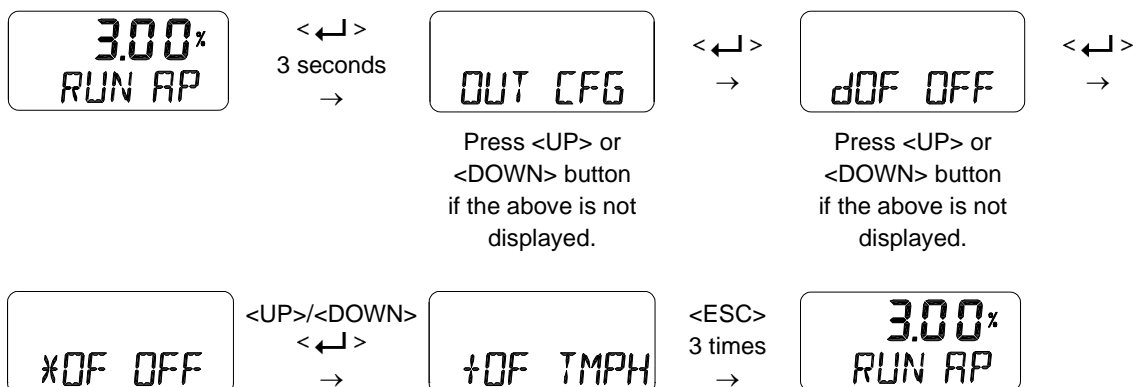 3.00%
RUN AP
< ↵ >
3 seconds
→
OUT CFG
Press <UP> or
<DOWN> button
if the above is not
displayed.
< ↵ >
→
dOF OFF
Press <UP> or
<DOWN> button
if the above is not
displayed.
< ↵ >
→
*OF OFF
<UP>/<DOWN>
< ↵ >
→
+OF TMPH
<ESC>
3 times
→
3.00%
RUN AP